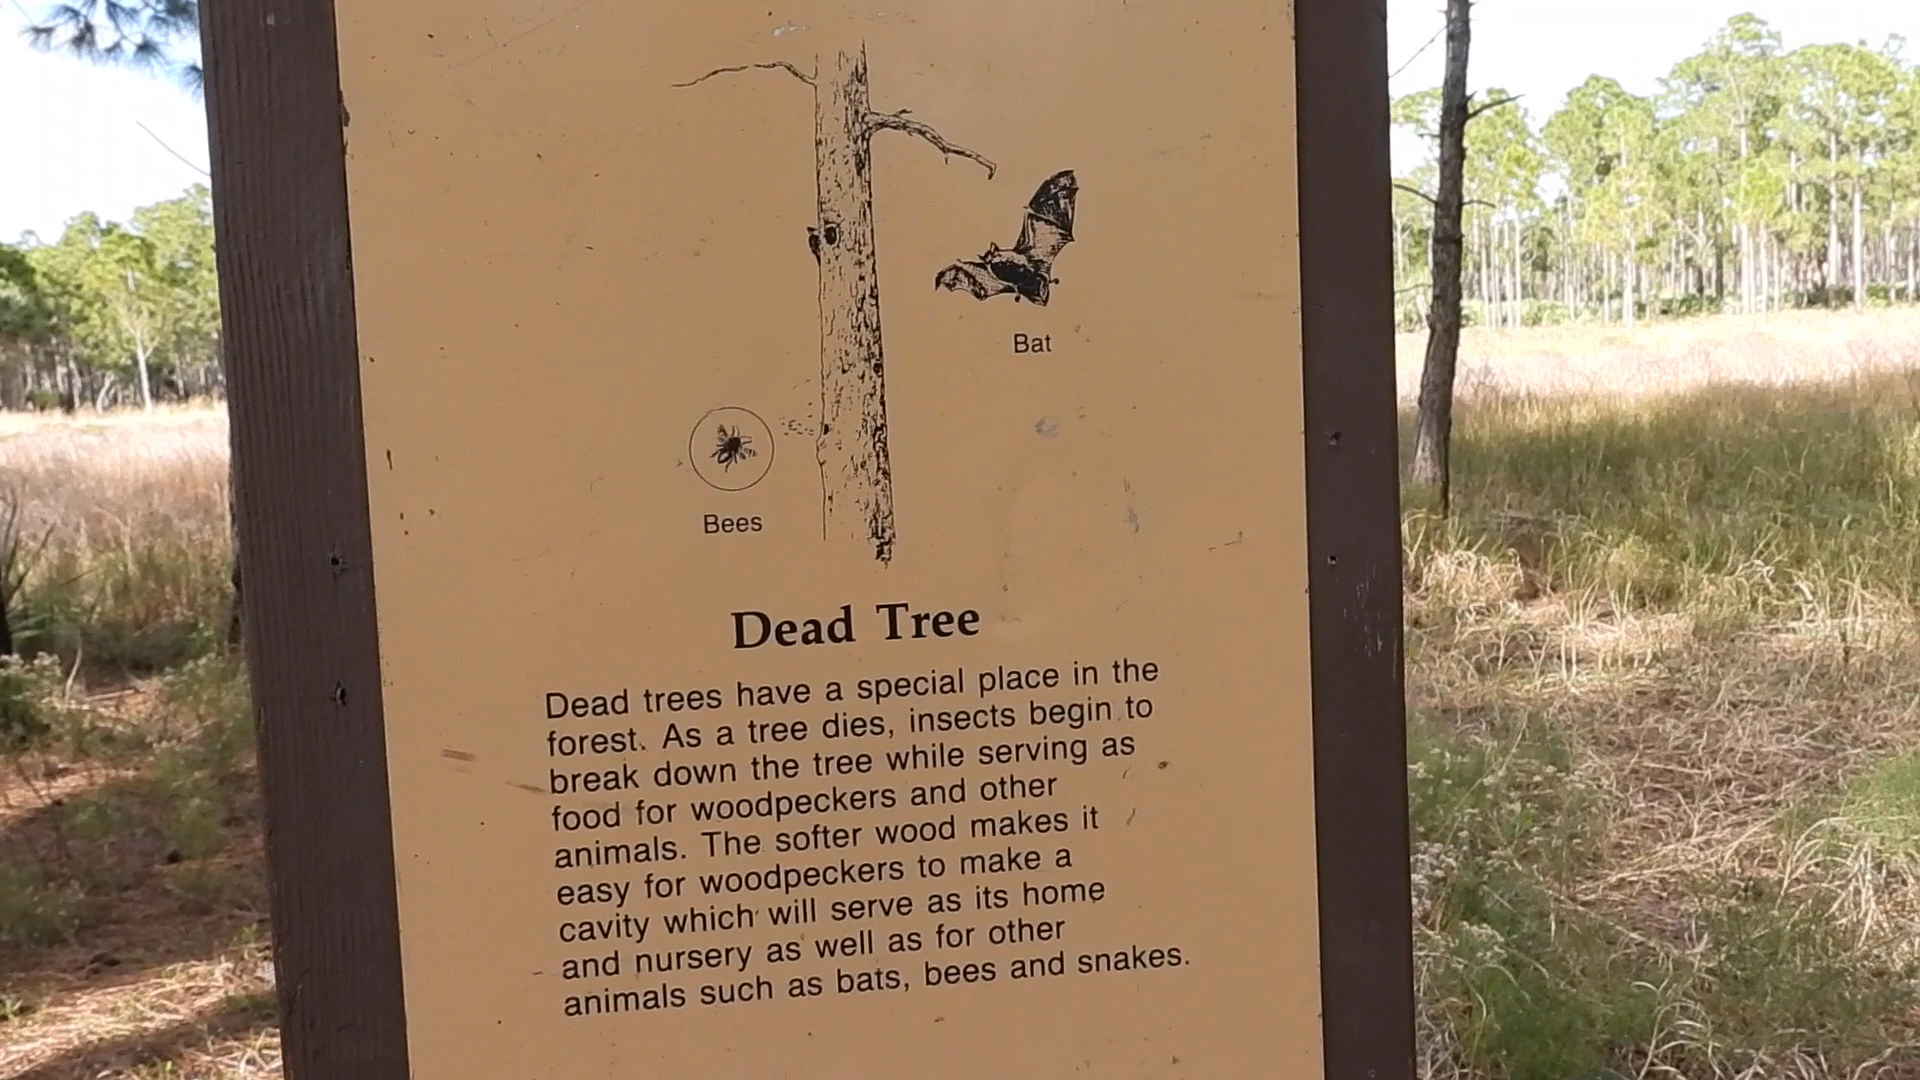 Bat
Bees
Dead Tree
Dead trees have a special place in the
forest. As a tree dies, insects begin to
break down the tree while serving as
food for woodpeckers and other
animals. The softer wood makes it
easy for woodpeckers to make a
cavity which will serve as its home
and nursery as well as for other
animals such as bats, bees and snakes.